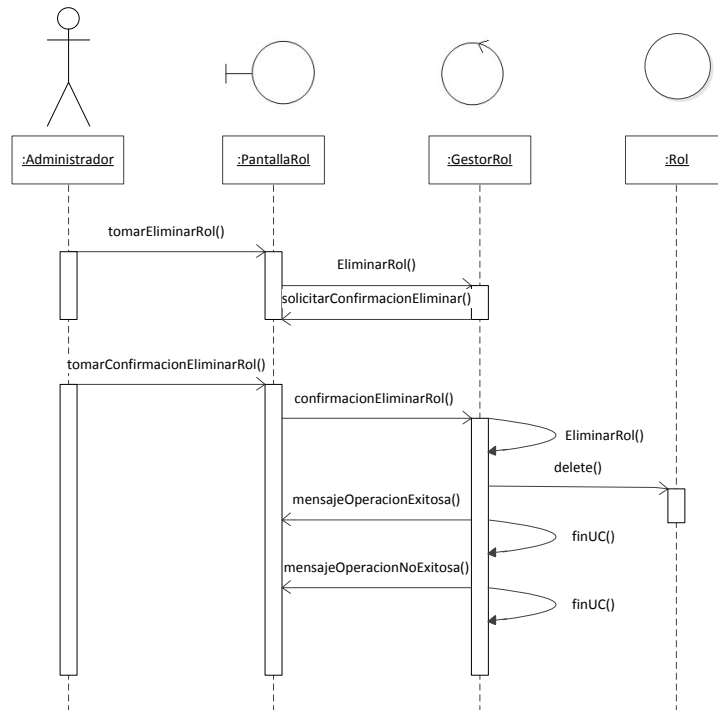 :Administrador
:PantallaRol
:GestorRol
:Rol
tomarEliminarRol()
EliminarRol()
solicitarConfirmacionEliminar()
tomarConfirmacionEliminarRol()
confirmacionEliminarRol()
EliminarRol()
delete()
mensajeOperacionExitosa()
finUC()
mensajeOperacionNoExitosa()
finUC()